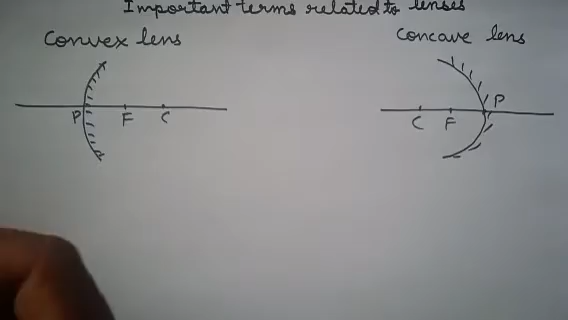 Important terms related to lenses
Convex lens
Concave lens
P F C
C F P